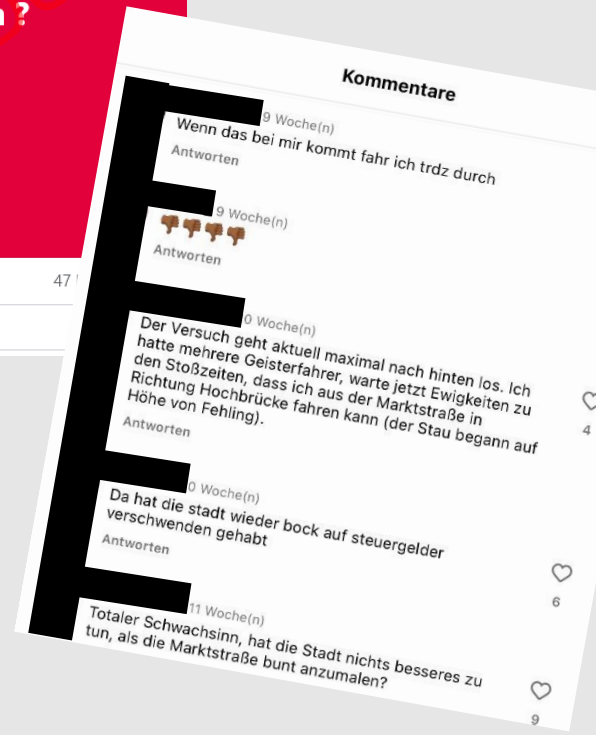 ?
47
Kommentare
9 Woche(n)
Wenn das bei mir kommt fahr ich trdz durch
Antworten
9 Woche(n)
👎🏾👎🏾👎🏾👎🏾
Antworten
0 Woche(n)
Der Versuch geht aktuell maximal nach hinten los. Ich
hatte mehrere Geisterfahrer, warte jetzt Ewigkeiten zu
den Stoßzeiten, dass ich aus der Marktstraße in
Richtung Hochbrücke fahren kann (der Stau begann auf
Höhe von Fehling).
Antworten
4
0 Woche(n)
Da hat die stadt wieder bock auf steuergelder
verschwenden gehabt
Antworten
6
11 Woche(n)
Totaler Schwachsinn, hat die Stadt nichts besseres zu
tun, als die Marktstraße bunt anzumalen?
9